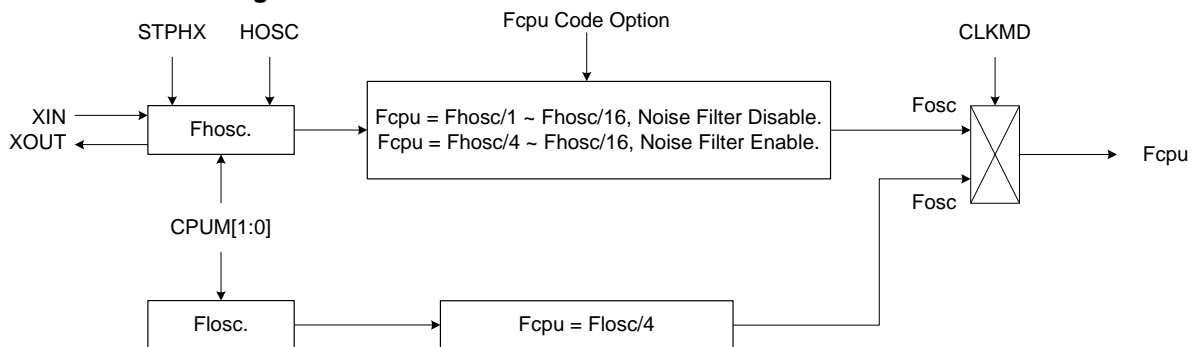 Fcpu Code Option
STPHX
HOSC
CLKMD
XIN
XOUT
Fhosc.
Fcpu = Fhosc/1 ~ Fhosc/16, Noise Filter Disable.
Fcpu = Fhosc/4 ~ Fhosc/16, Noise Filter Enable.
Fosc
Fosc
Fcpu
CPUM[1:0]
Flosc.
Fcpu = Flosc/4